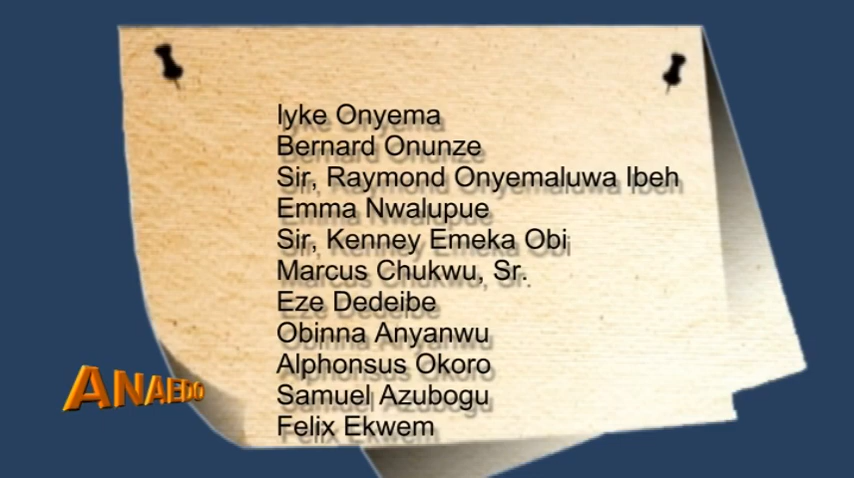 Iyke Onyema
Bernard Onunze
Sir, Raymond Onyemaluwa Ibeh
Emma Nwalupue
Sir, Kenney Emeka Obi
Marcus Chukwu, Sr.
Eze Dedeibe
Obinna Anyanwu
Alphonsus Okoro
Samuel Azubogu
Felix Ekwem
ANAEDO